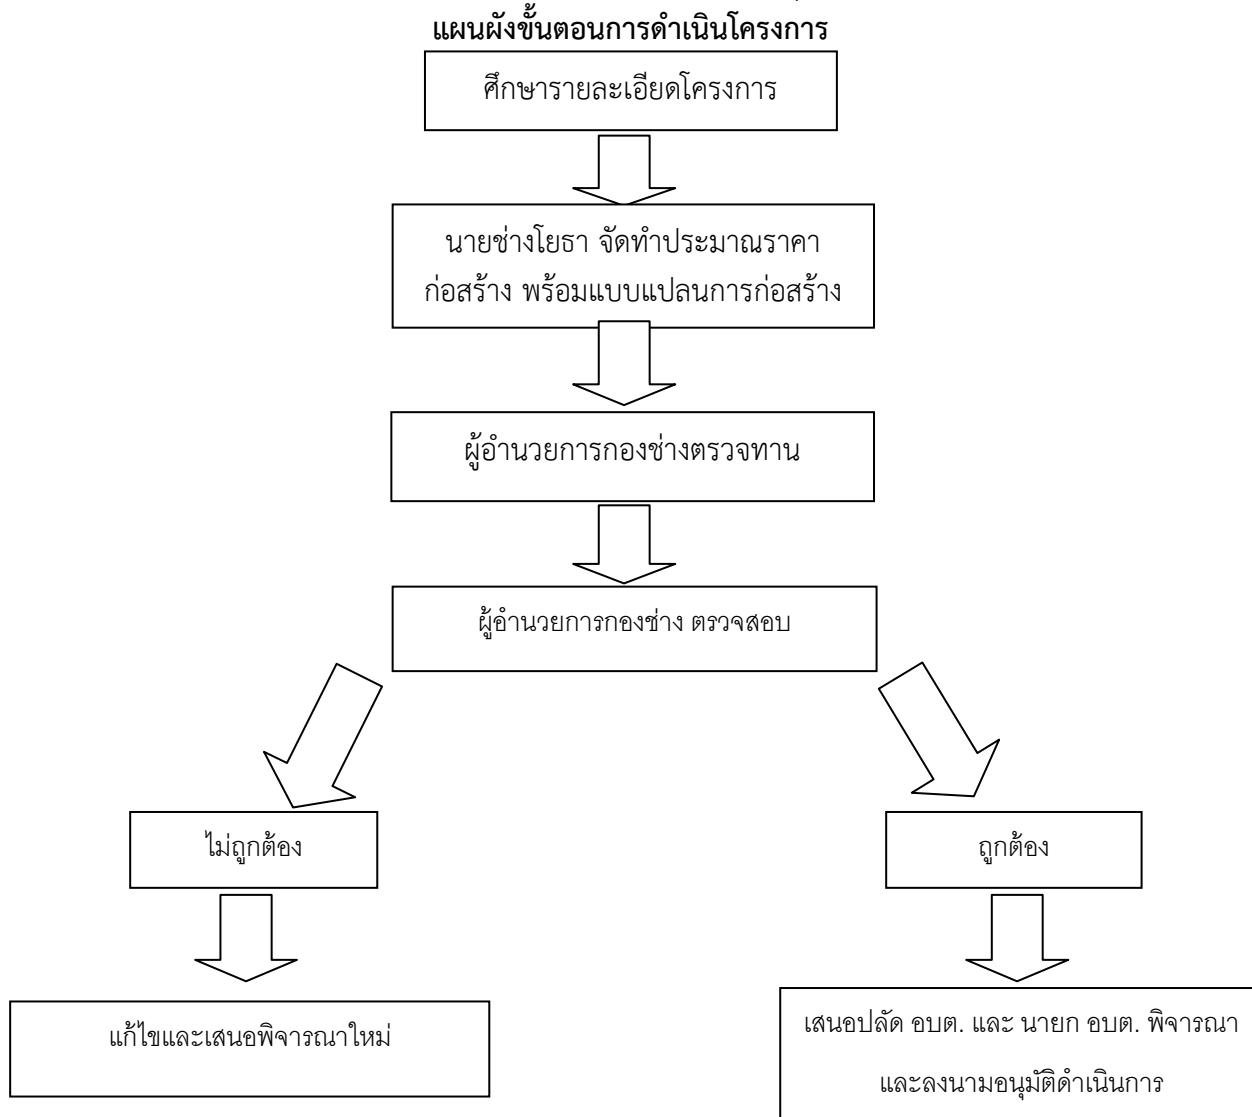 แผนผังขั้นตอนการดำเนินโครงการ
ศึกษารายละเอียดโครงการ
นายช่างโยธา จัดทำประมาณราคา
ก่อสร้าง พร้อมแบบแปลนการก่อสร้าง
ผู้อำนวยการกองช่างตรวจทาน
ผู้อำนวยการกองช่าง ตรวจสอบ
ไม่ถูกต้อง
ถูกต้อง
แก้ไขและเสนอพิจารณาใหม่
เสนอปลัด อบต. และ นายก อบต. พิจารณา
และลงนามอนุมัติดำเนินการ